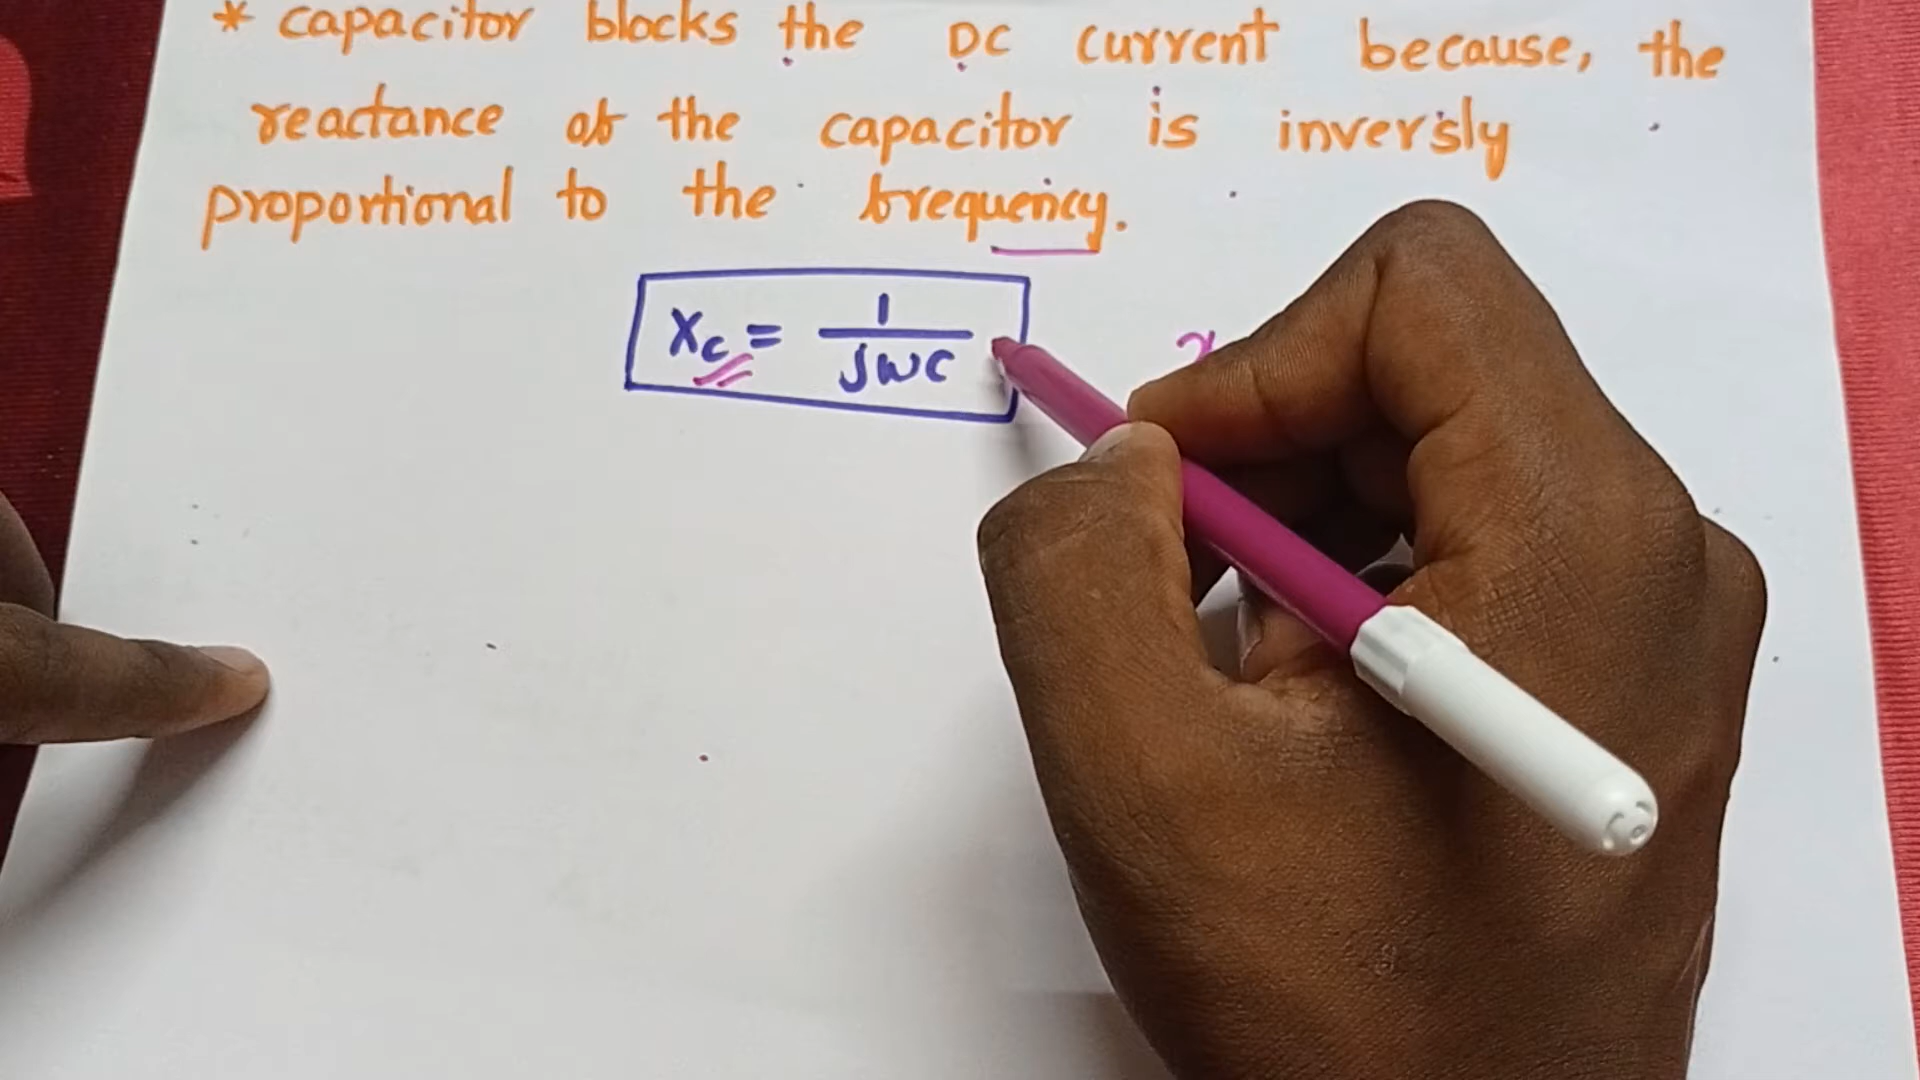 * capacitor blocks the DC current because, the
reactance of the capacitor is inversly
proportional to the frequency.
Xc = 1/jwc